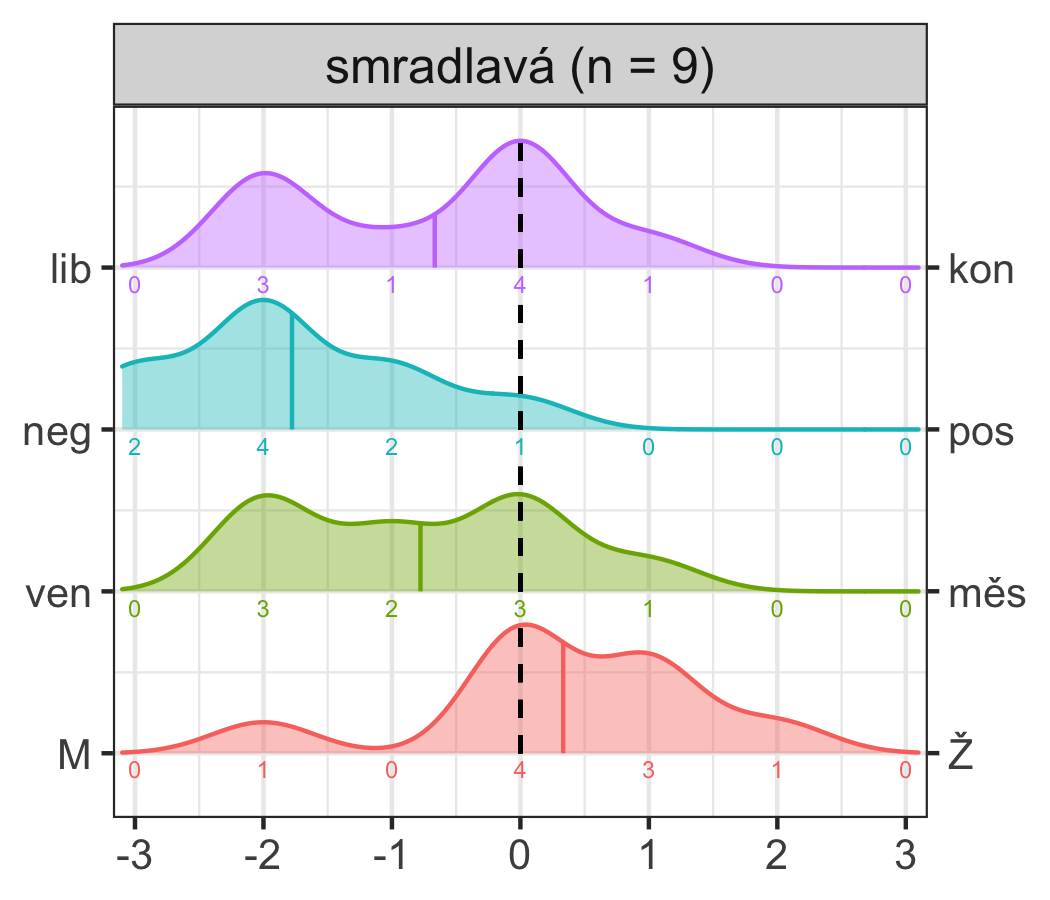 smradlavá (n = 9)
lib kon
0 3 1 4 1 0 0
neg pos
2 4 2 1 0 0 0
ven měs
0 3 2 3 1 0 0
M Ž
0 1 0 4 3 1 0
-3 -2 -1 0 1 2 3